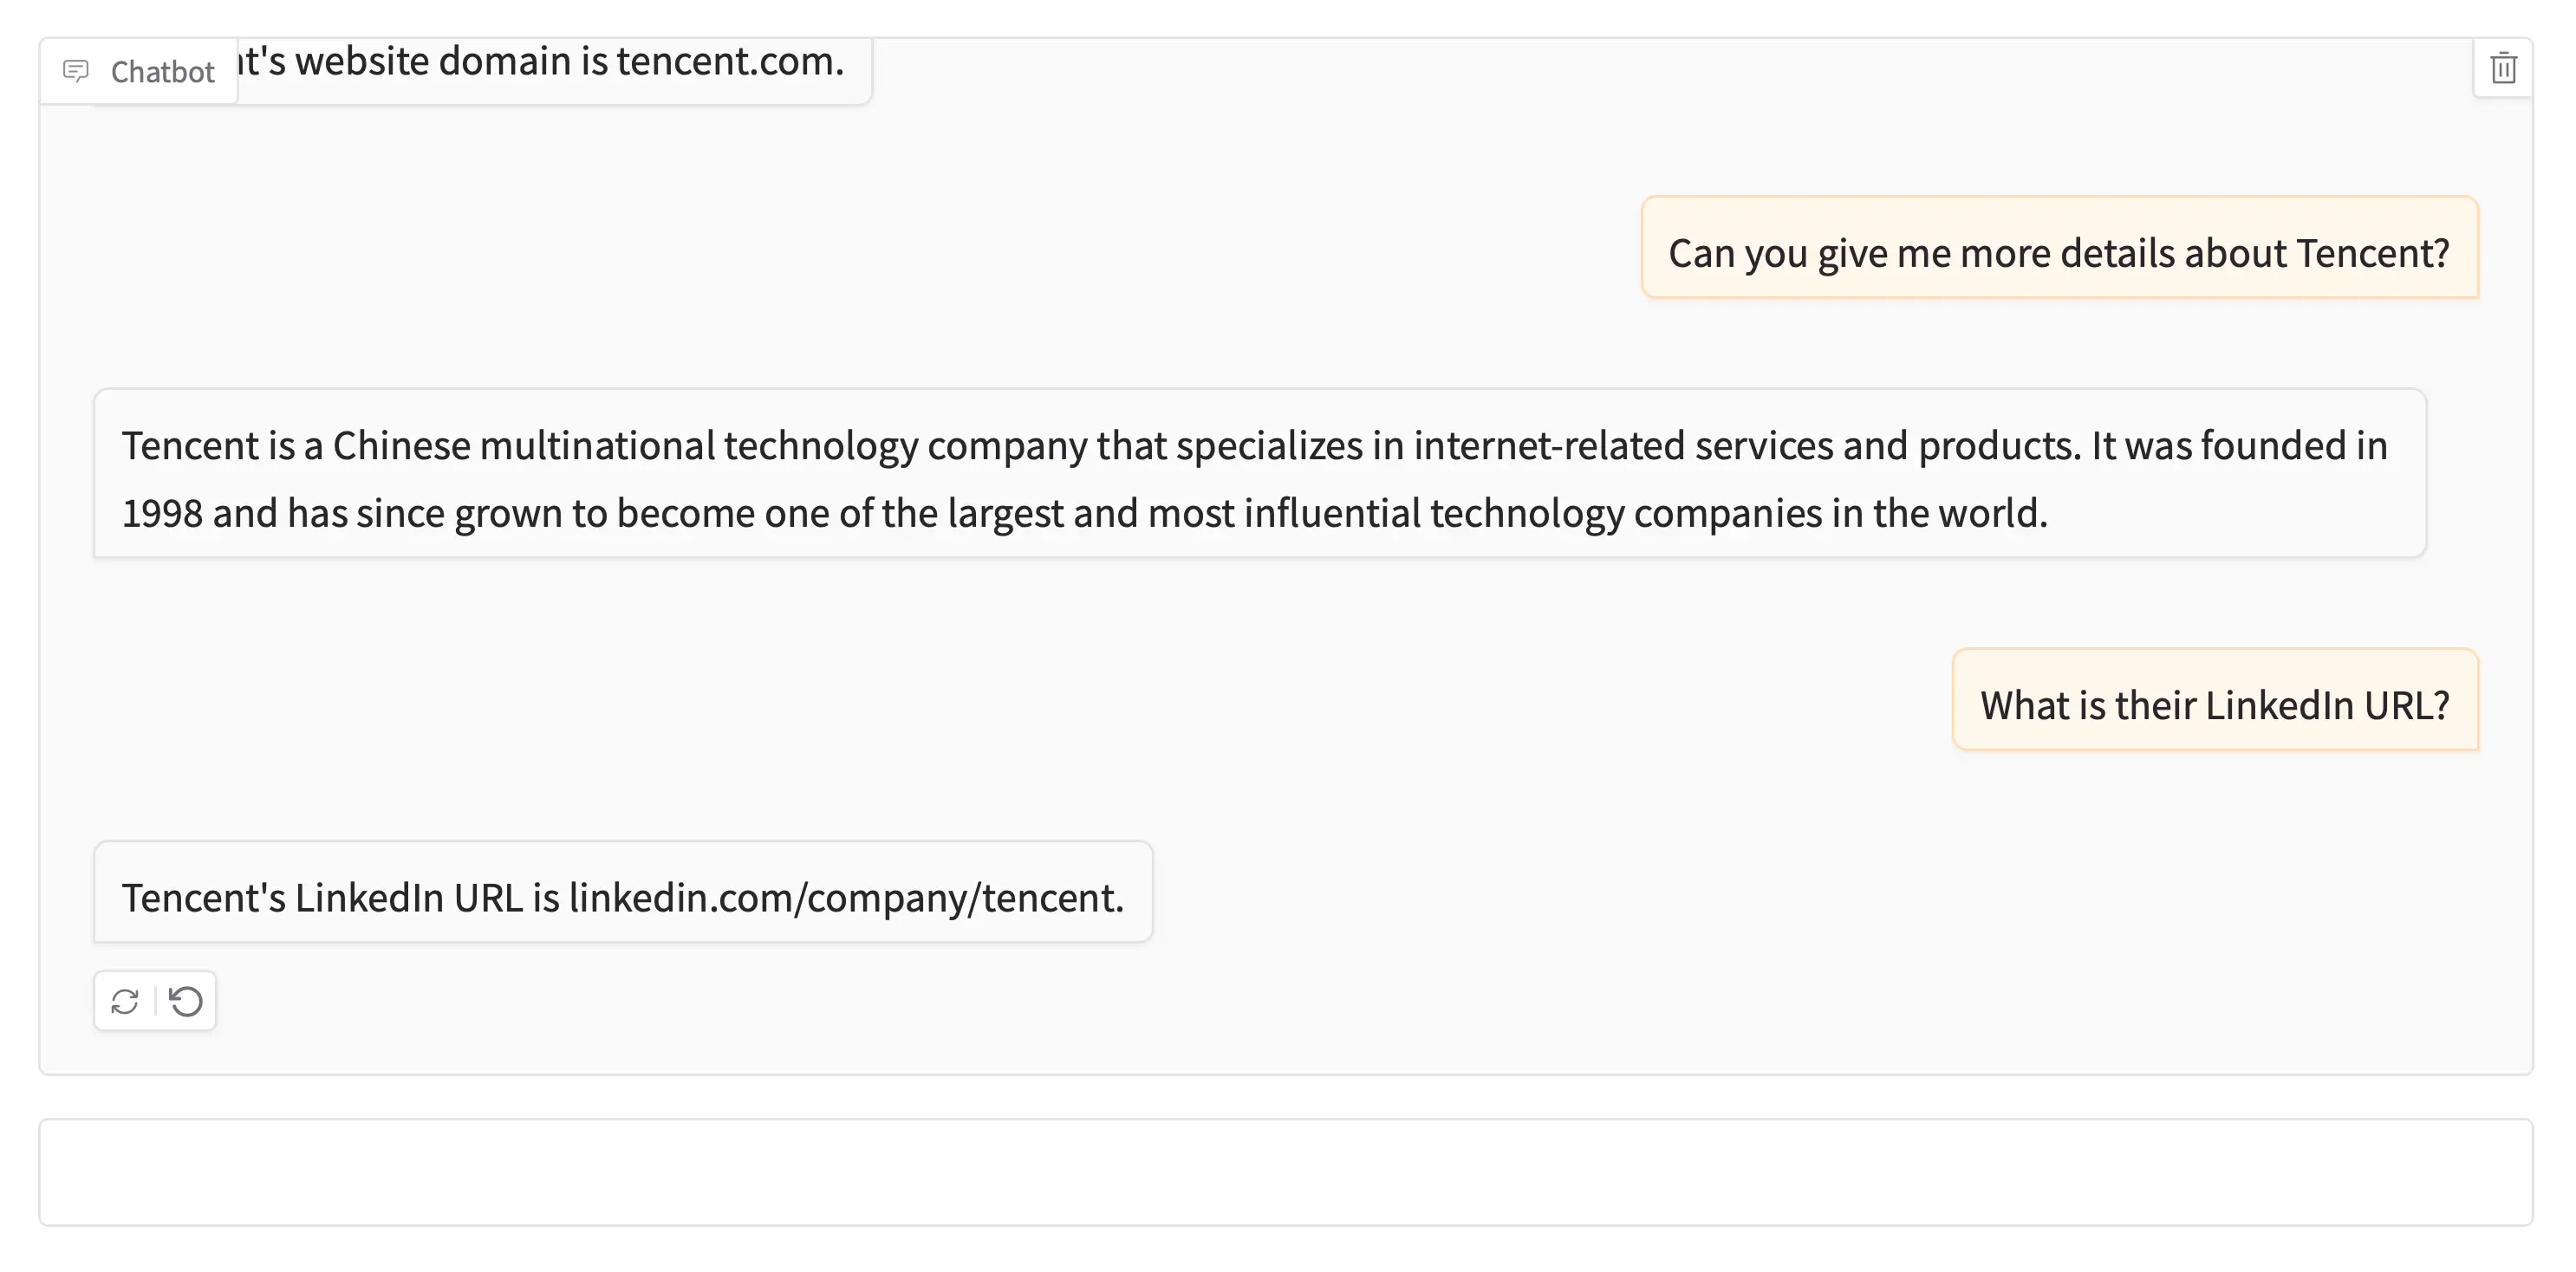 Chatbot
t's website domain is tencent.com.
Can you give me more details about Tencent?
Tencent is a Chinese multinational technology company that specializes in internet-related services and products. It was founded in
1998 and has since grown to become one of the largest and most influential technology companies in the world.
What is their LinkedIn URL?
Tencent's LinkedIn URL is linkedin.com/company/tencent.